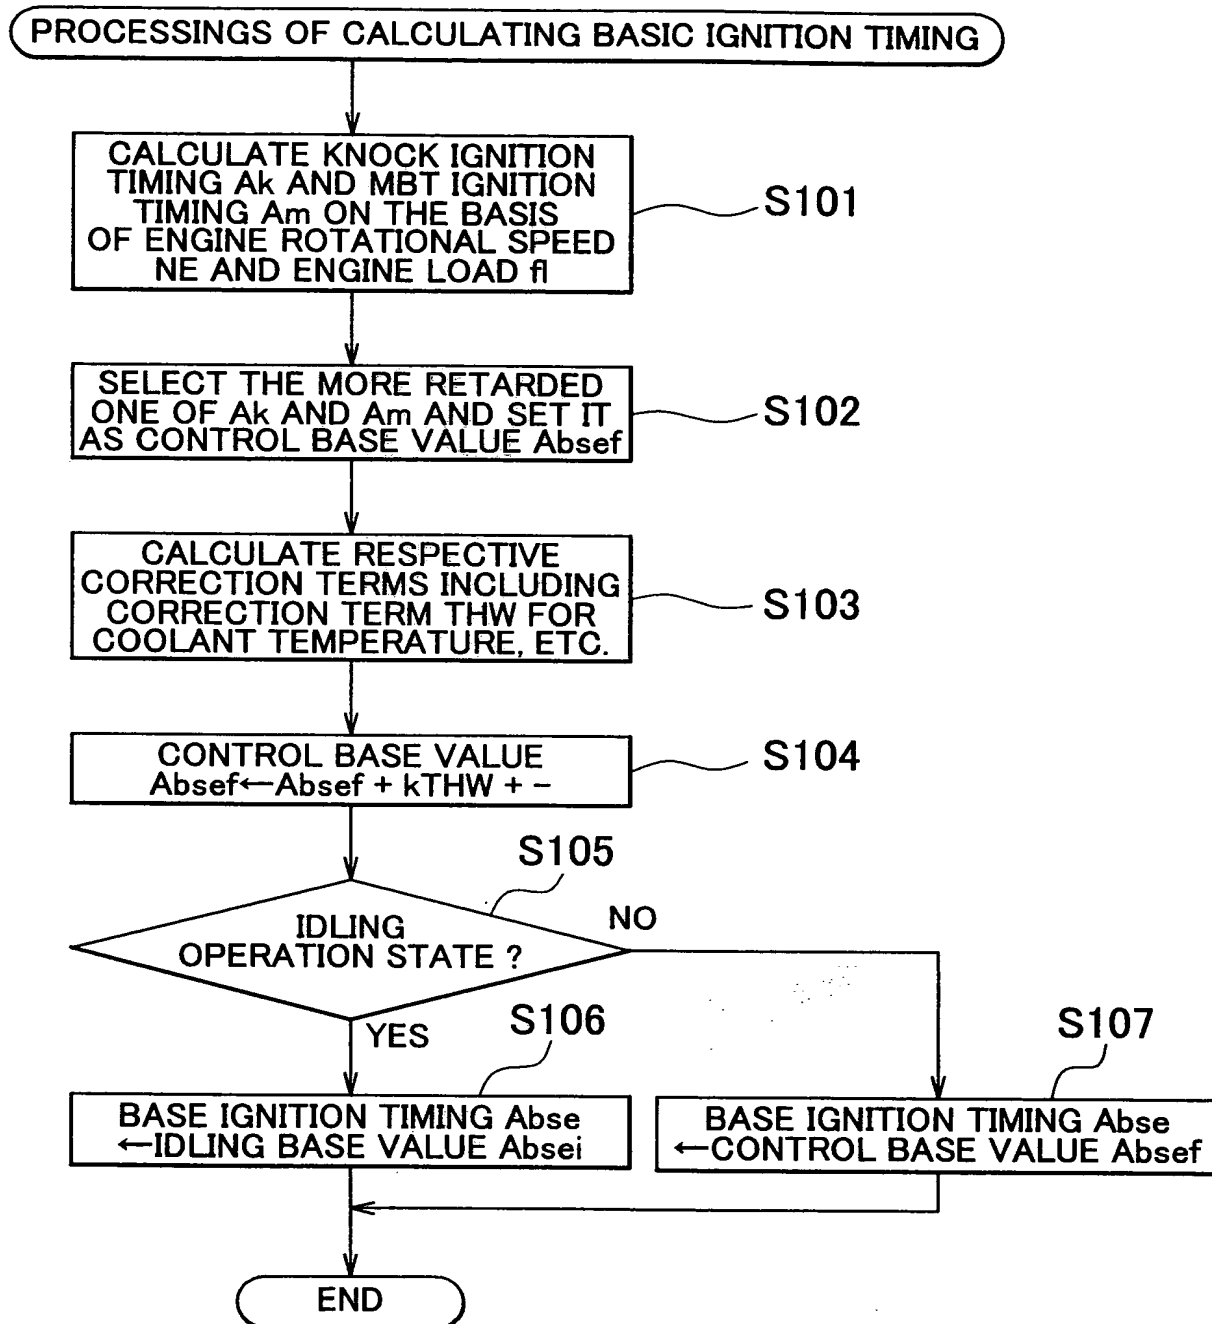 PROCESSINGS OF CALCULATING BASIC IGNITION TIMING
CALCULATE KNOCK IGNITION
TIMING Ak AND MBT IGNITION
TIMING Am ON THE BASIS
OF ENGINE ROTATIONAL SPEED
NE AND ENGINE LOAD fl
S101
SELECT THE MORE RETARDED
ONE OF Ak AND Am AND SET IT
AS CONTROL BASE VALUE Absef
S102
CALCULATE RESPECTIVE
CORRECTION TERMS INCLUDING
CORRECTION TERM THW FOR
COOLANT TEMPERATURE, ETC.
S103
CONTROL BASE VALUE
Absef←Absef + kTHW + -
S104
S105
IDLING
OPERATION STATE ?
NO
YES
S106
BASE IGNITION TIMING Abse
←IDLING BASE VALUE Absei
S107
BASE IGNITION TIMING Abse
←CONTROL BASE VALUE Absef
END